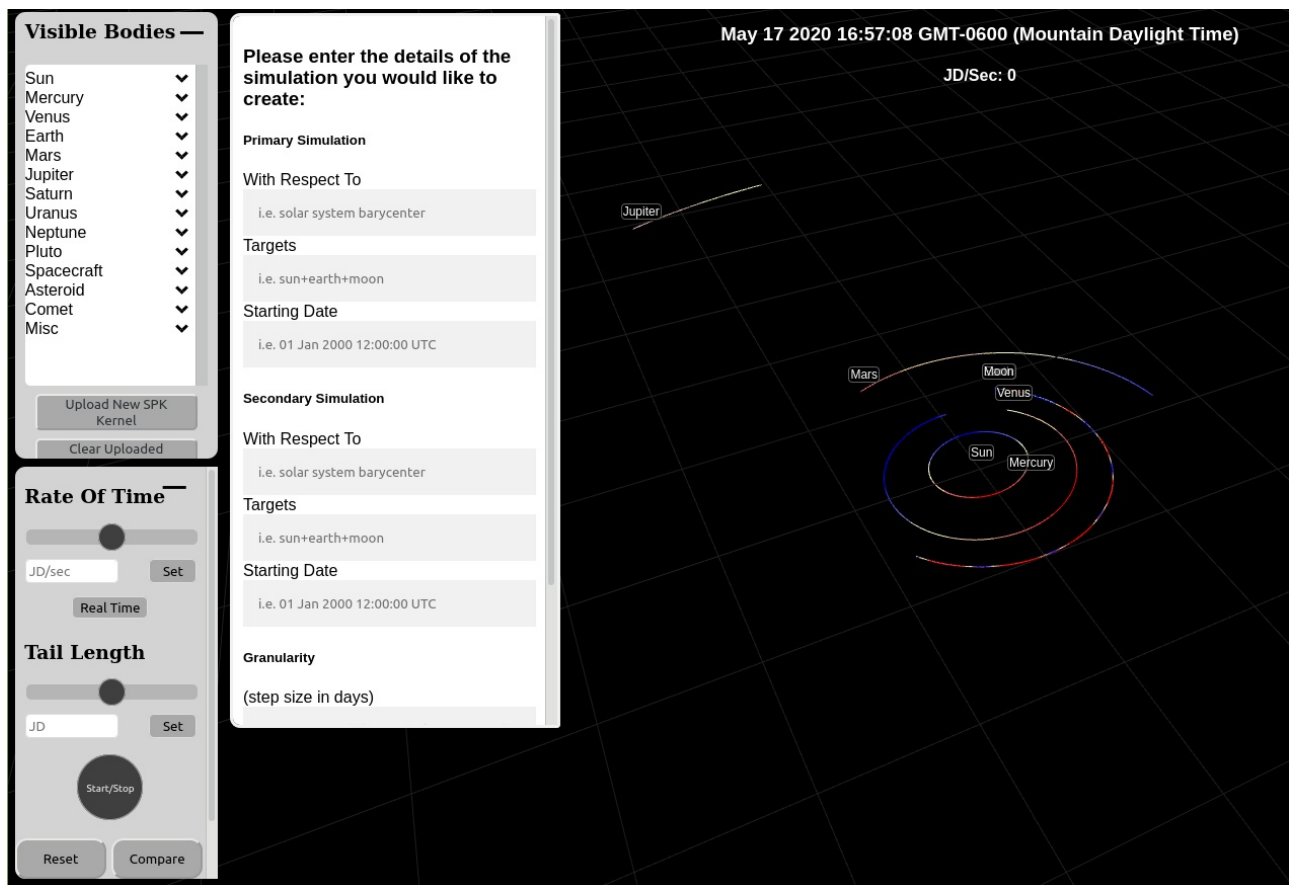 Visible Bodies
Sun
Mercury
Venus
Earth
Mars
Jupiter
Saturn
Uranus
Neptune
Pluto
Spacecraft
Asteroid
Comet
Misc
Upload New SPK
Kernel
Clear Uploaded
Rate Of Time
JD/sec
Set
Real Time
Tail Length
JD
Set
Start/Stop
Reset
Compare
Please enter the details of the
simulation you would like to
create:
Primary Simulation
With Respect To
i.e. solar system barycenter
Targets
i.e. sun+earth+moon
Starting Date
i.e. 01 Jan 2000 12:00:00 UTC
Secondary Simulation
With Respect To
i.e. solar system barycenter
Targets
i.e. sun+earth+moon
Starting Date
i.e. 01 Jan 2000 12:00:00 UTC
Granularity
(step size in days)
May 17 2020 16:57:08 GMT-0600 (Mountain Daylight Time)
JD/Sec: 0
Jupiter
Mars
Moon
Venus
Sun
Mercury